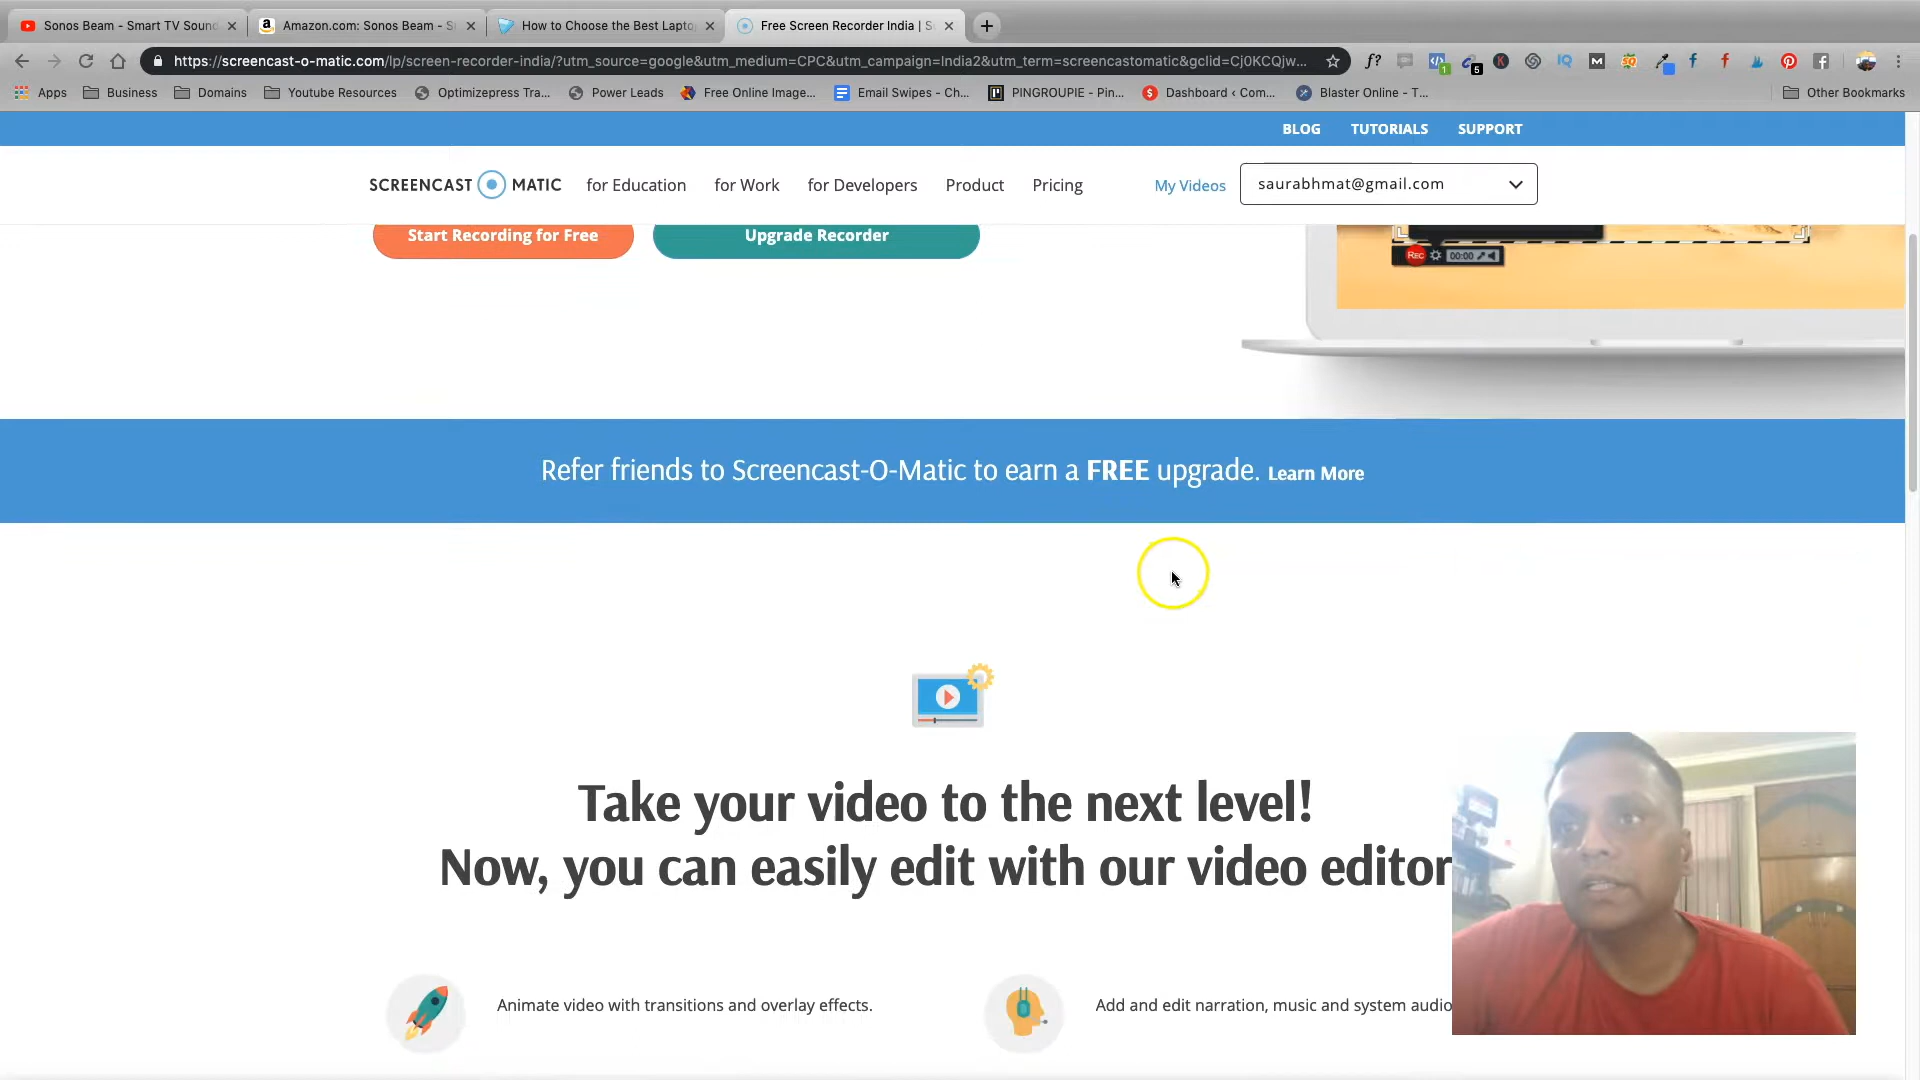 Sonos Beam - Smart TV Sound
Amazon.com: Sonos Beam - S
How to Choose the Best Lapto
Free Screen Recorder India | S
https://screencast-o-matic.com/lp/screen-recorder-india/?utm_source=google&utm_medium=CPC&utm_campaign=India2&utm_term=screencastomatic&gclid=Cj0KCQjw...
Apps
Business
Domains
Youtube Resources
Optimizepress Tra...
Power Leads
Free Online Image...
Email Swipes - Ch...
PINGROUPIE - Pin...
Dashboard ‹ Com...
Blaster Online - T...
Other Bookmarks
BLOG TUTORIALS SUPPORT
SCREENCAST MATIC for Education for Work for Developers Product Pricing My Videos saurabhmat@gmail.com
Start Recording for Free Upgrade Recorder
REC 00:00
Refer friends to Screencast-O-Matic to earn a FREE upgrade. Learn More
Take your video to the next level!
Now, you can easily edit with our video editor
Animate video with transitions and overlay effects. Add and edit narration, music and system audio